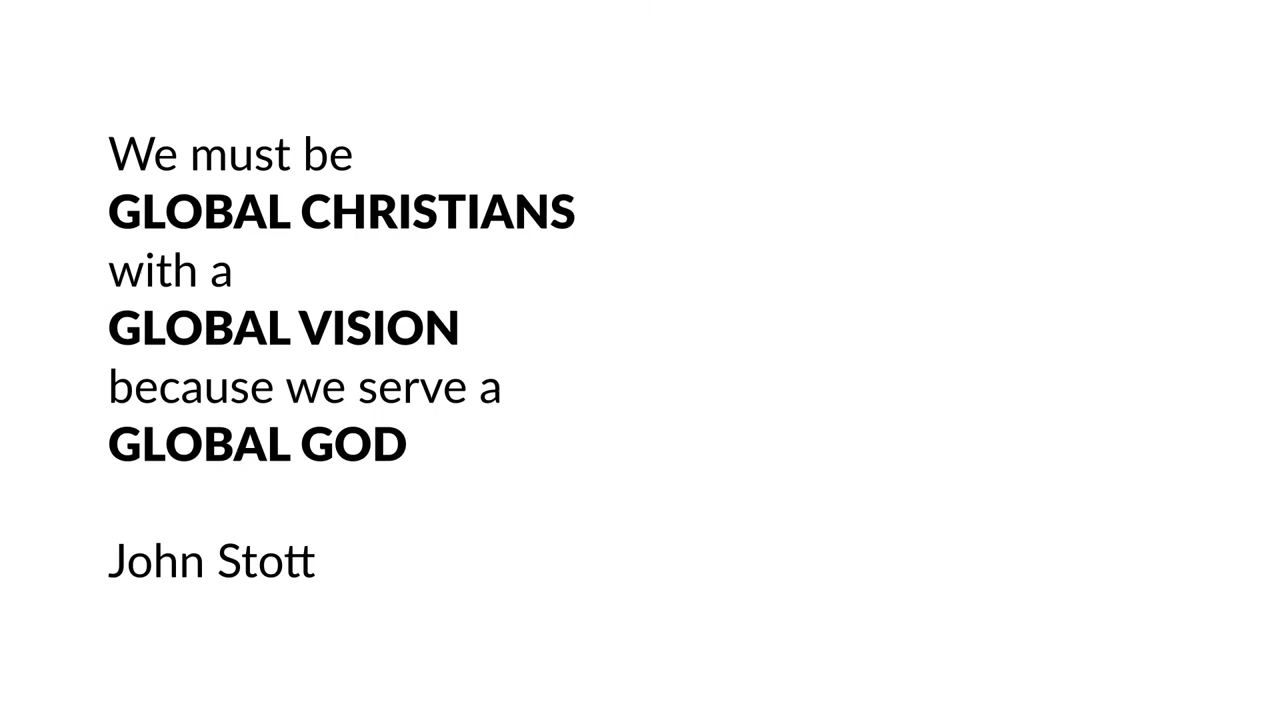 We must be
GLOBAL CHRISTIANS
with a
GLOBAL VISION
because we serve a
GLOBAL GOD
John Stott